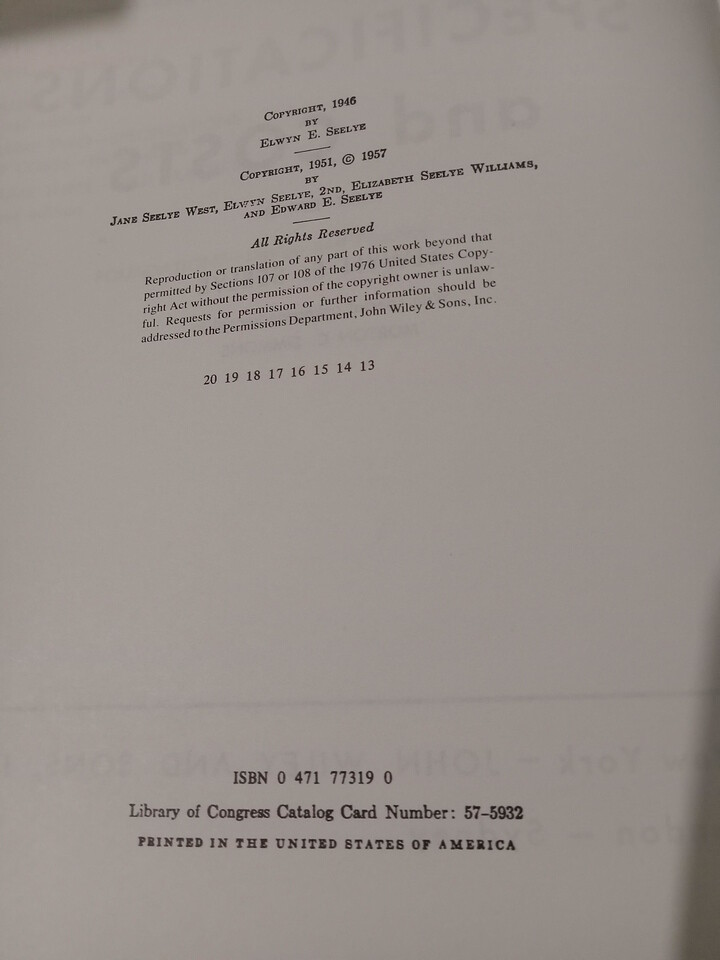 COPYRIGHT, 1946
BY
ELWYN E. SEELYE
COPYRIGHT, 1951, © 1957
BY
JANE SEELYE WEST, ELWYN SEELYE, 2ND, ELIZABETH SEELYE WILLIAMS,
AND EDWARD E. SEELYE
All Rights Reserved
Reproduction or translation of any part of this work beyond that
permitted by Sections 107 or 108 of the 1976 United States Copy-
right Act without the permission of the copyright owner is unlaw-
ful. Requests for permission or further information should be
addressed to the Permissions Department, John Wiley & Sons, Inc.
20 19 18 17 16 15 14 13
ISBN 0 471 77319 0
Library of Congress Catalog Card Number: 57-5932
PRINTED IN THE UNITED STATES OF AMERICA